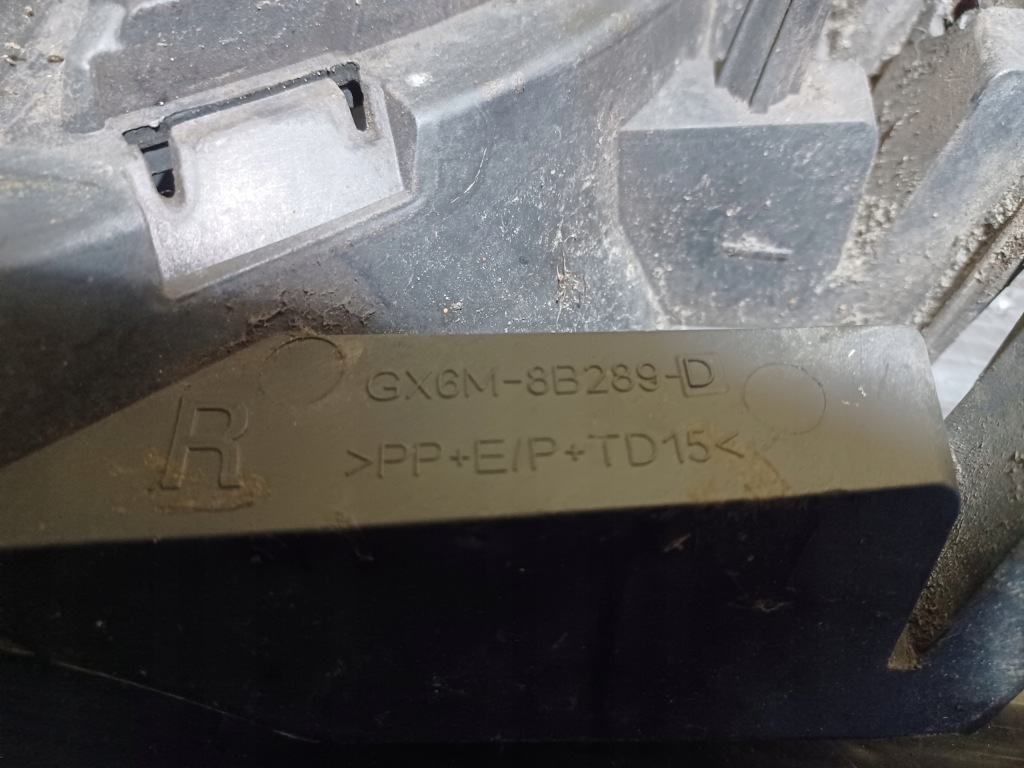 GX6M-8B289-D
R
>PP+E/P+TD15<